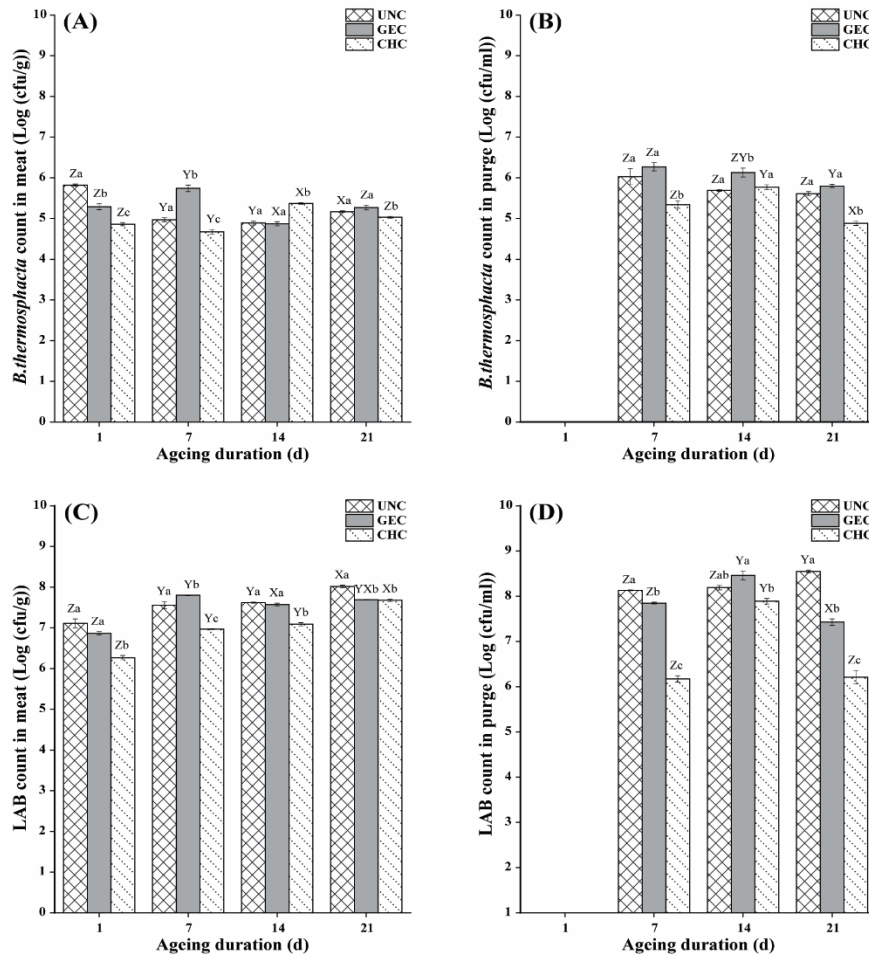 (A)
UNC
GEC
CHC
B.thermosphacta count in meat (Log (cfu/g))
10
9
8
7
6
5
4
3
2
1
0
Za
Zb
Zc
Ya
Yb
Yc
Ya
Xa
Xb
Xa
Za
Zb
1
7
14
21
Ageing duration (d)
(B)
UNC
GEC
CHC
B.thermosphacta count in purge (Log (cfu/ml))
10
9
8
7
6
5
4
3
2
1
0
Za
Za
Zb
Za
ZYb
Ya
Za
Ya
Xb
1
7
14
21
Ageing duration (d)
(C)
UNC
GEC
CHC
LAB count in meat (Log (cfu/g))
10
9
8
7
6
5
4
3
2
1
0
Za
Za
Zb
Ya
Yb
Yc
Ya
Xa
Yb
Xa
YXb
Xb
1
7
14
21
Ageing duration (d)
(D)
UNC
GEC
CHC
LAB count in purge (Log (cfu/ml))
10
9
8
7
6
5
4
3
2
1
Za
Zb
Zc
Zab
Ya
Yb
Ya
Xb
Zc
1
7
14
21
Ageing duration (d)